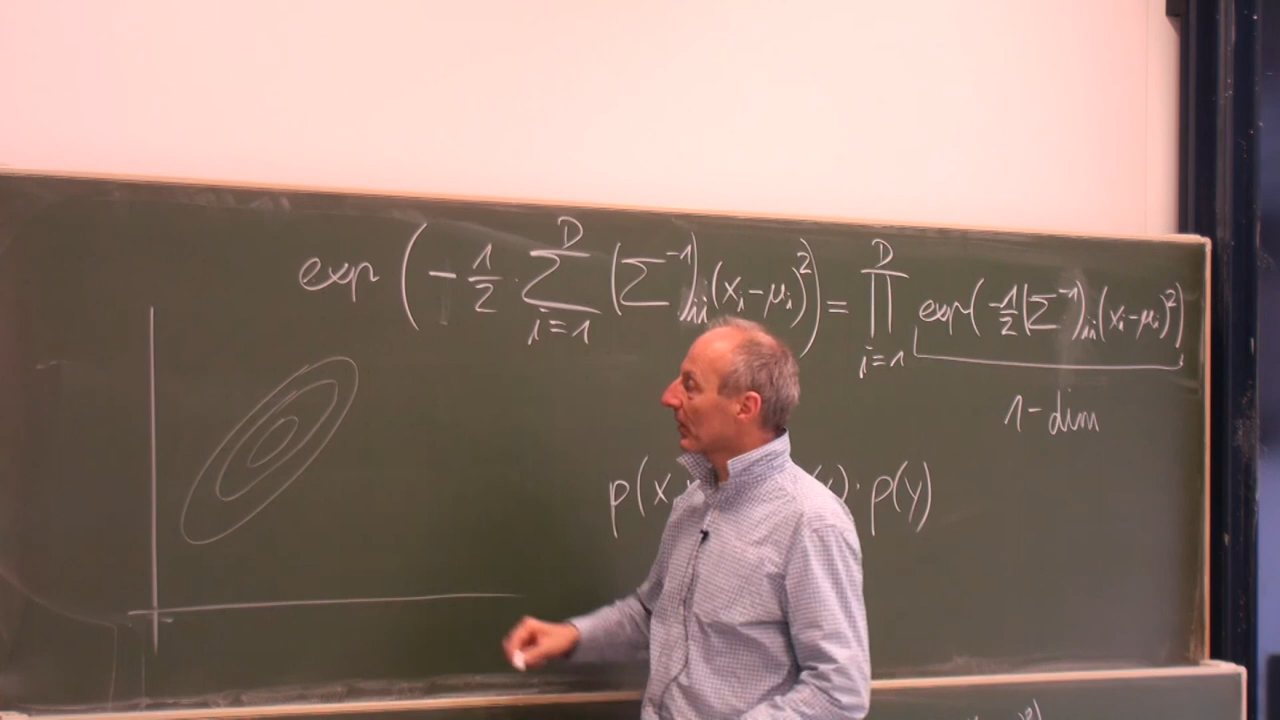 exp (-1/2 · ∑_{i=1}^{D} (∑^{-1})_{ii} (x_i - μ_i)^2) = ∏_{i=1}^{D} exp(-1/2 (∑^{-1})_{ii} (x_i - μ_i)^2)
1-dim
p(x, ) · p(y)